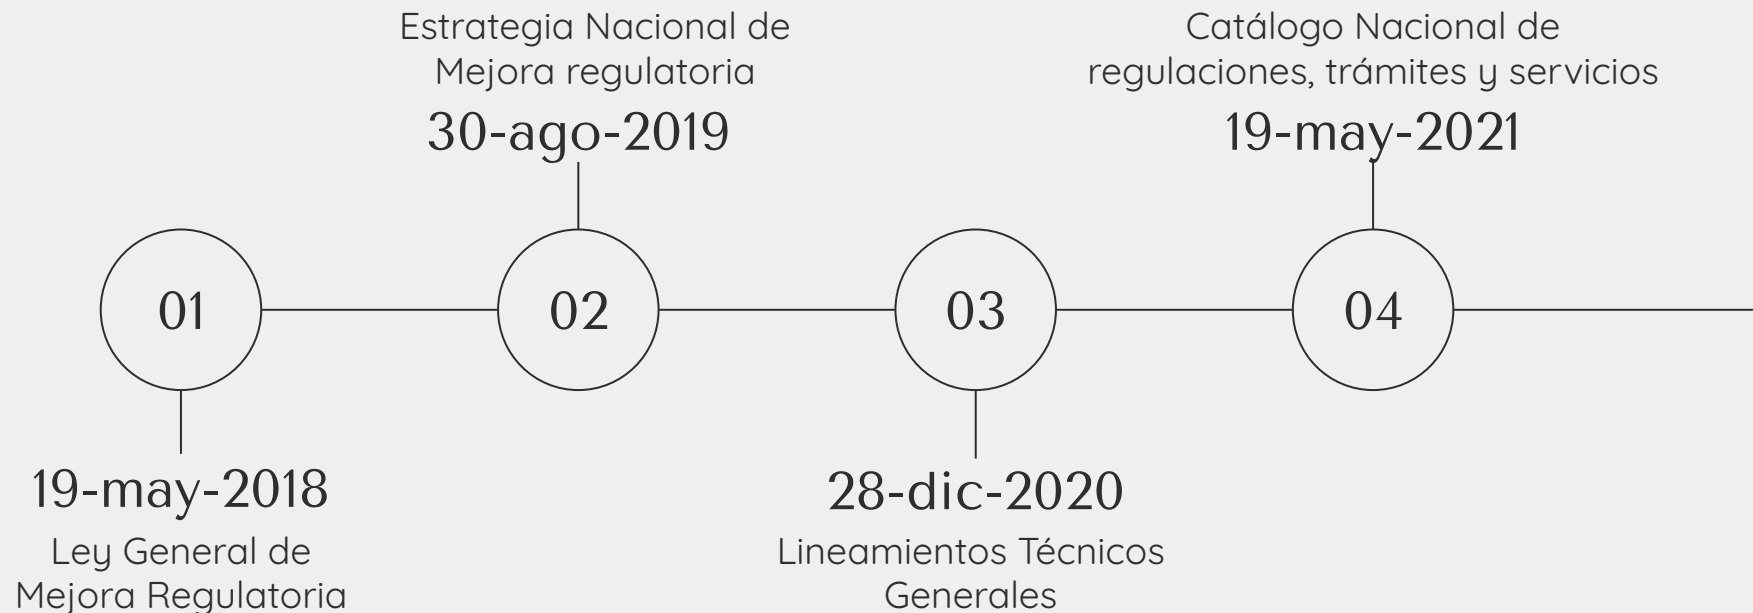 Estrategia Nacional de
Mejora regulatoria
30-ago-2019
Catálogo Nacional de
regulaciones, trámites y servicios
19-may-2021
01
02
03
04
19-may-2018
Ley General de
Mejora Regulatoria
28-dic-2020
Lineamientos Técnicos
Generales